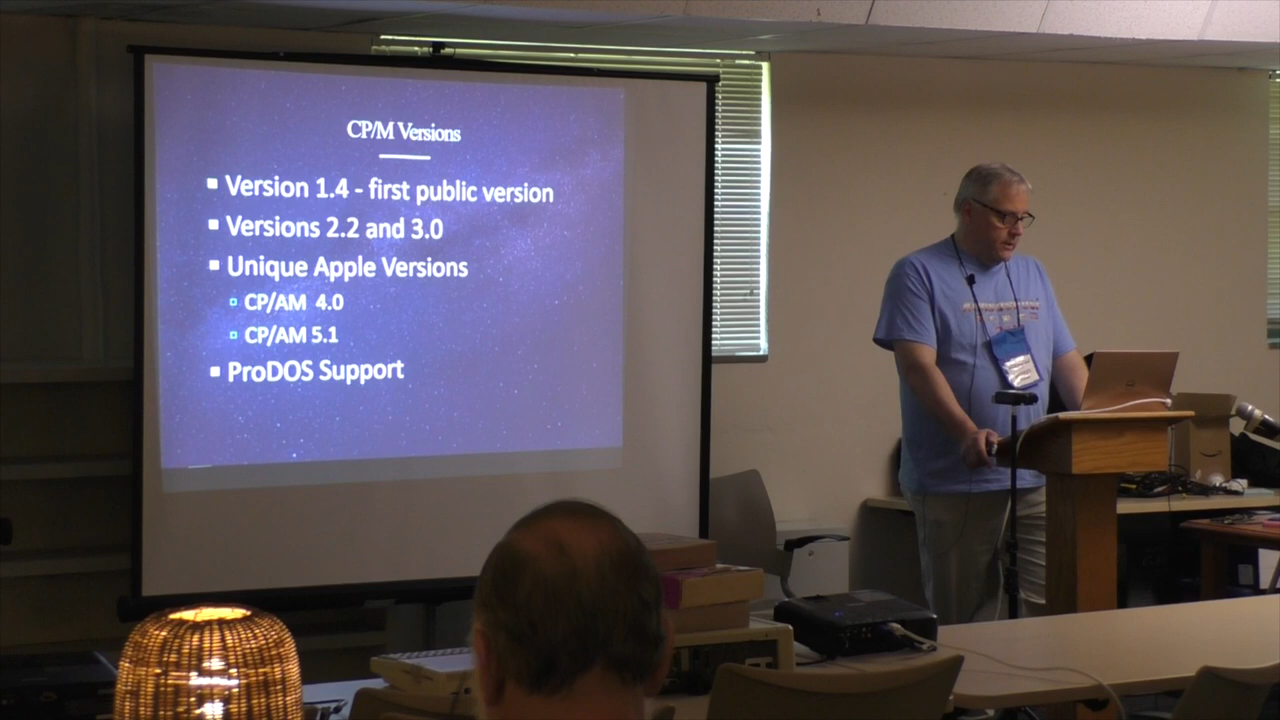 CP/M Versions
Version 1.4 - first public version
Versions 2.2 and 3.0
Unique Apple Versions
CP/AM 4.0
CP/AM 5.1
ProDOS Support